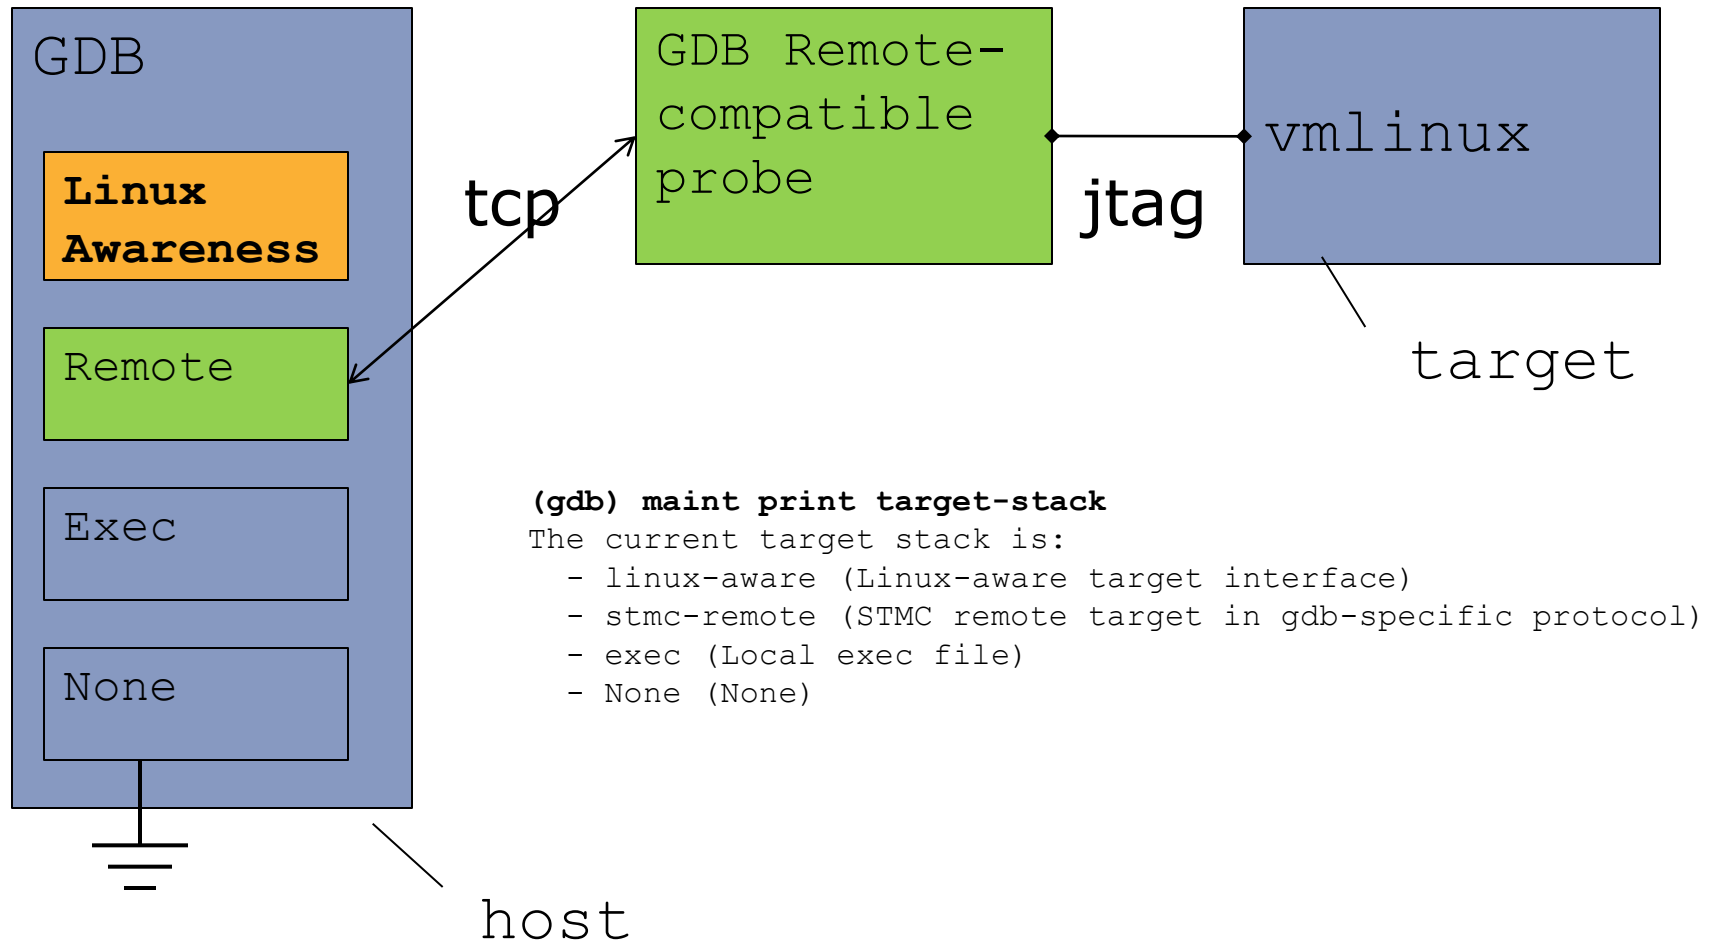 GDB
Linux
Awareness
Remote
Exec
None
host
tcp
GDB Remote-
compatible
probe
jtag
vmlinux
target
(gdb) maint print target-stack
The current target stack is:
- linux-aware (Linux-aware target interface)
- stmc-remote (STMC remote target in gdb-specific protocol)
- exec (Local exec file)
- None (None)